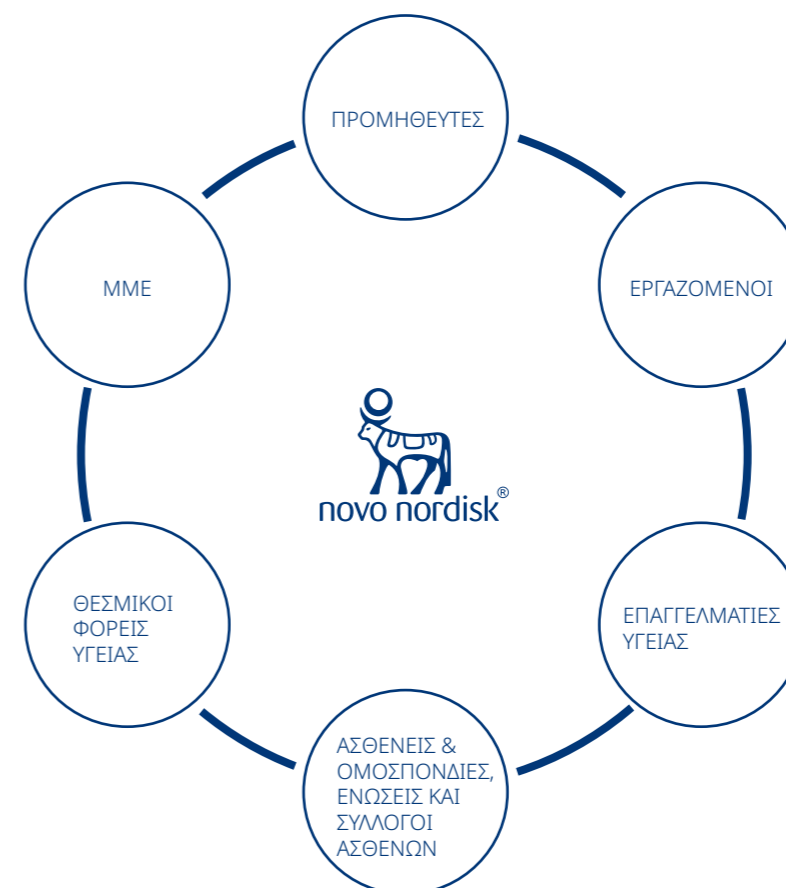 ΠΡΟΜΗΘΕΥΤΕΣ
ΜΜΕ
ΕΡΓΑΖΟΜΕΝΟΙ
novo nordisk®
ΘΕΣΜΙΚΟΙ
ΦΟΡΕΙΣ
ΥΓΕΙΑΣ
ΕΠΑΓΓΕΛΜΑΤΙΕΣ
ΥΓΕΙΑΣ
ΑΣΘΕΝΕΙΣ &
ΟΜΟΣΠΟΝΔΙΕΣ,
ΕΝΩΣΕΙΣ ΚΑΙ
ΣΥΛΛΟΓΟΙ
ΑΣΘΕΝΩΝ